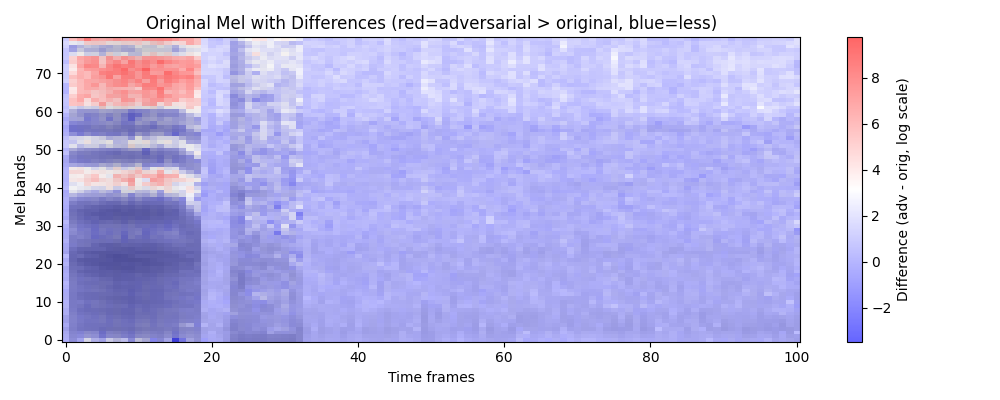 Original Mel with Differences (red=adversarial > original, blue=less)
Mel bands
70
60
50
40
30
20
10
0
0 20 40 60 80 100
Time frames
8
6
4
2
0
−2
Difference (adv - orig, log scale)